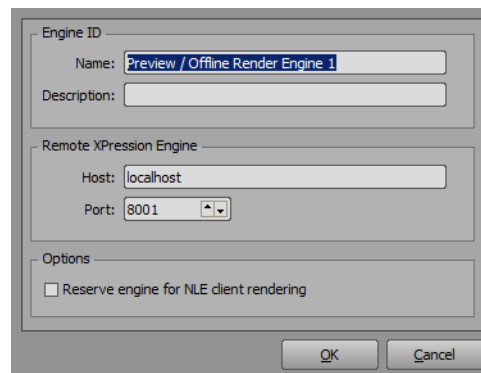 Engine ID
Name: Preview / Offline Render Engine 1
Description:
Remote XPression Engine
Host: localhost
Port: 8001
Options
Reserve engine for NLE client rendering
OK Cancel